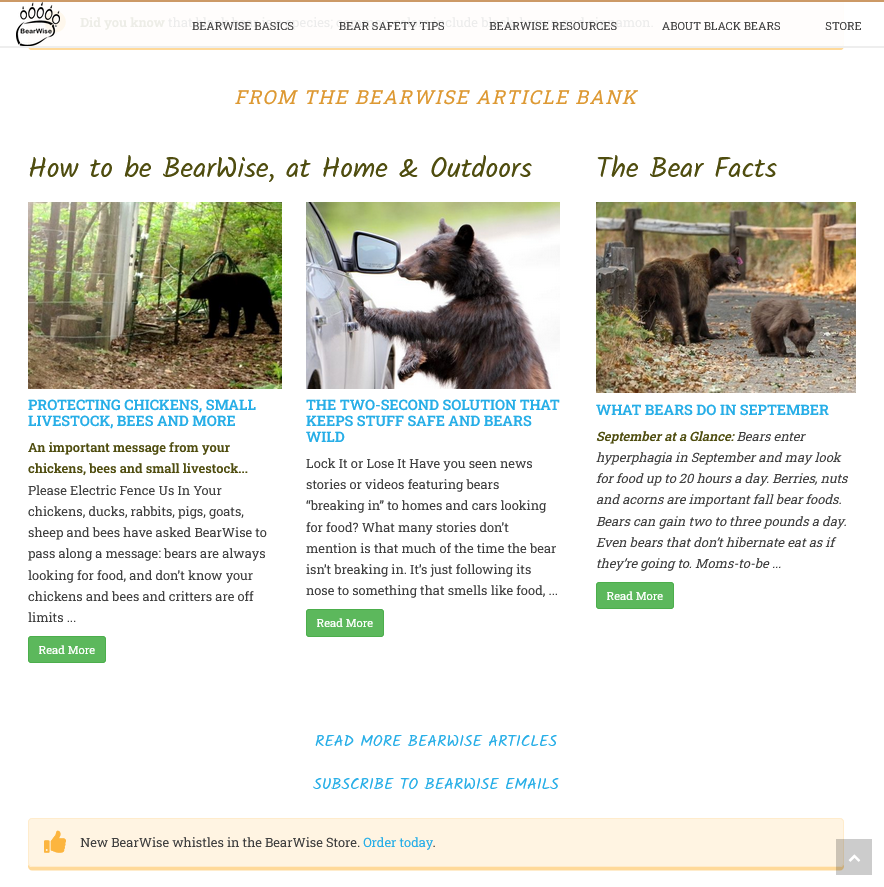 BearWise
Did you know
BEARWISE BASICS BEAR SAFETY TIPS BEARWISE RESOURCES ABOUT BLACK BEARS STORE
FROM THE BEARWISE ARTICLE BANK
How to be BearWise, at Home & Outdoors
PROTECTING CHICKENS, SMALL
LIVESTOCK, BEES AND MORE
An important message from your
chickens, bees and small livestock...
Please Electric Fence Us In Your
chickens, ducks, rabbits, pigs, goats,
sheep and bees have asked BearWise to
pass along a message: bears are always
looking for food, and don’t know your
chickens and bees and critters are off
limits ...
Read More
THE TWO-SECOND SOLUTION THAT
KEEPS STUFF SAFE AND BEARS
WILD
Lock It or Lose It Have you seen news
stories or videos featuring bears
“breaking in” to homes and cars looking
for food? What many stories don’t
mention is that much of the time the bear
isn’t breaking in. It’s just following its
nose to something that smells like food, ...
Read More
The Bear Facts
WHAT BEARS DO IN SEPTEMBER
September at a Glance: Bears enter
hyperphagia in September and may look
for food up to 20 hours a day. Berries, nuts
and acorns are important fall bear foods.
Bears can gain two to three pounds a day.
Even bears that don’t hibernate eat as if
they’re going to. Moms-to-be ...
Read More
READ MORE BEARWISE ARTICLES
SUBSCRIBE TO BEARWISE EMAILS
New BearWise whistles in the BearWise Store. Order today.